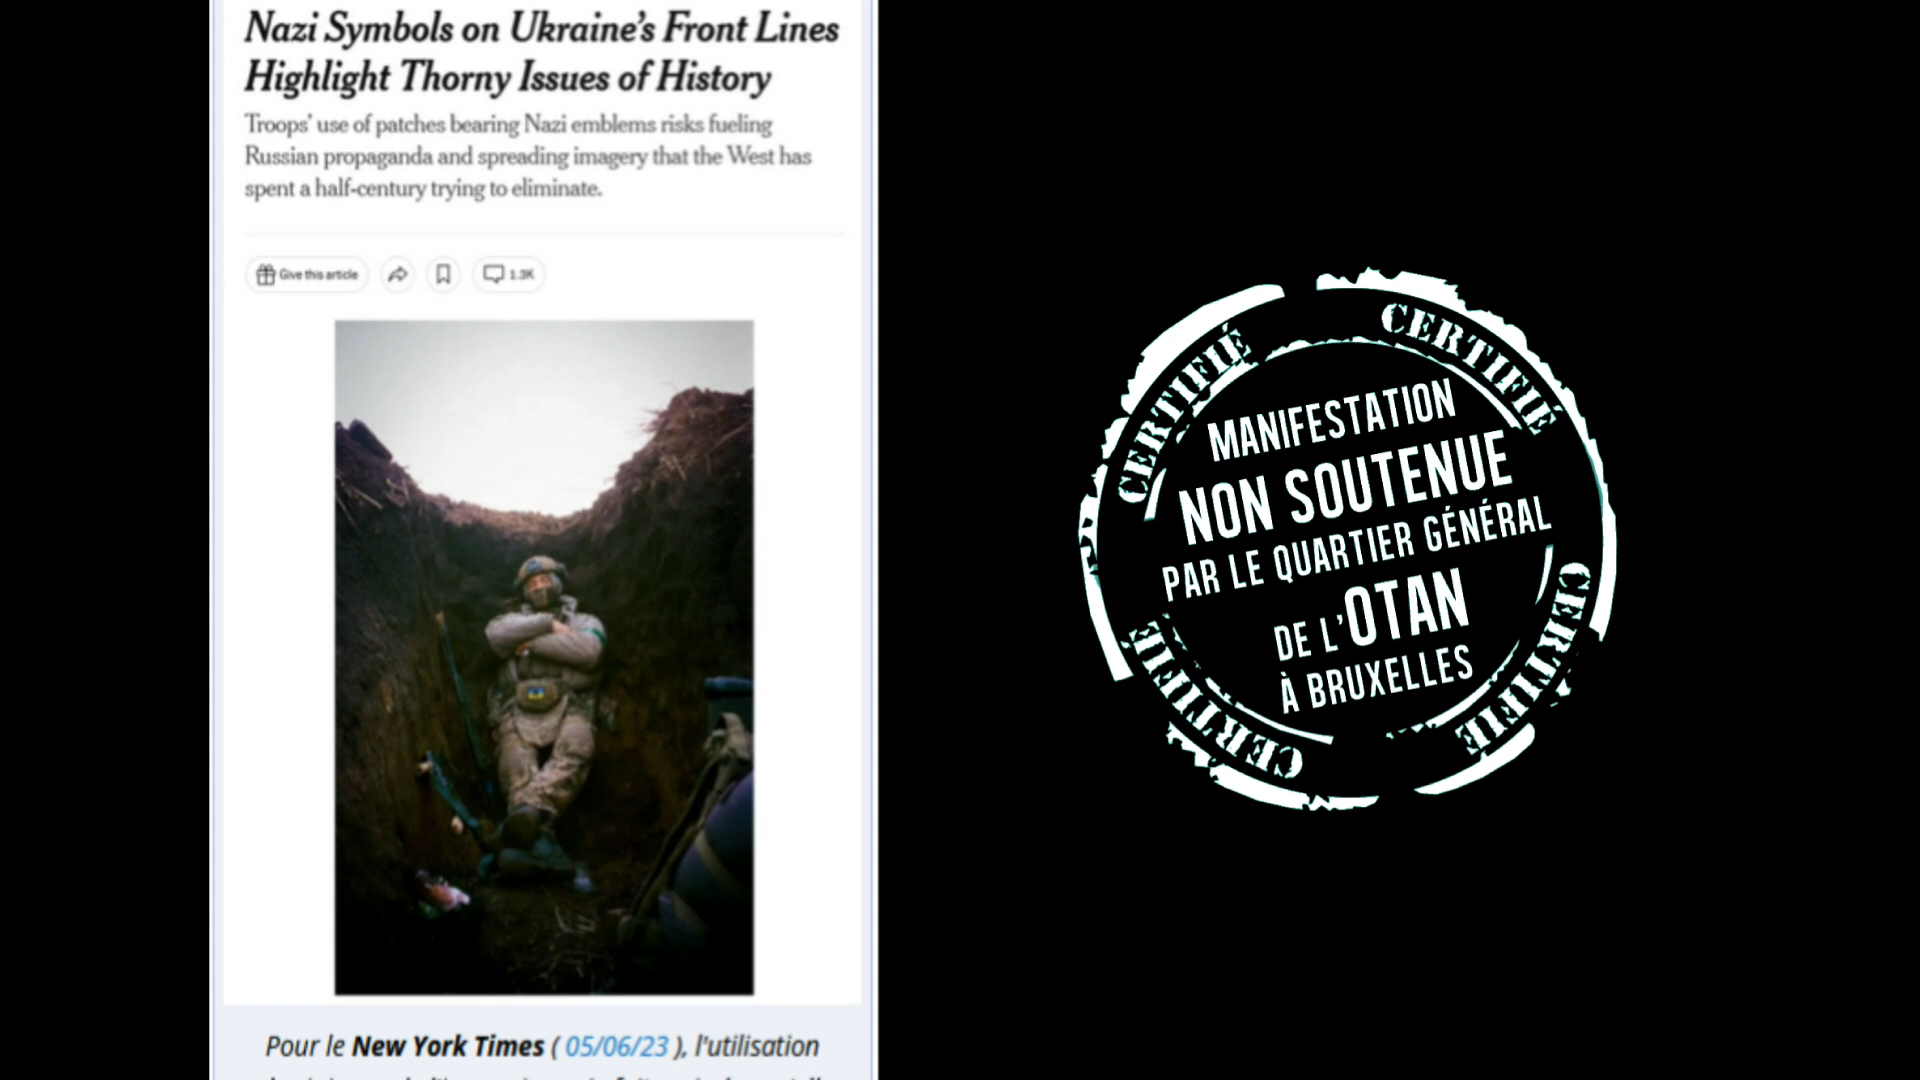 Nazi Symbols on Ukraine's Front Lines
Highlight Thorny Issues of History
Troops' use of patches bearing Nazi emblems risks fueling
Russian propaganda and spreading imagery that the West has
spent a half-century trying to eliminate.
Give this article
1.3K
Pour le New York Times ( 05/06/23 ), l'utilisation
CERTIFIÉ
CERTIFIÉ
MANIFESTATION
NON SOUTENUE
PAR LE QUARTIER GÉNÉRAL
DE L'OTAN
À BRUXELLES
CERTIFIÉ
CERTIFIÉ